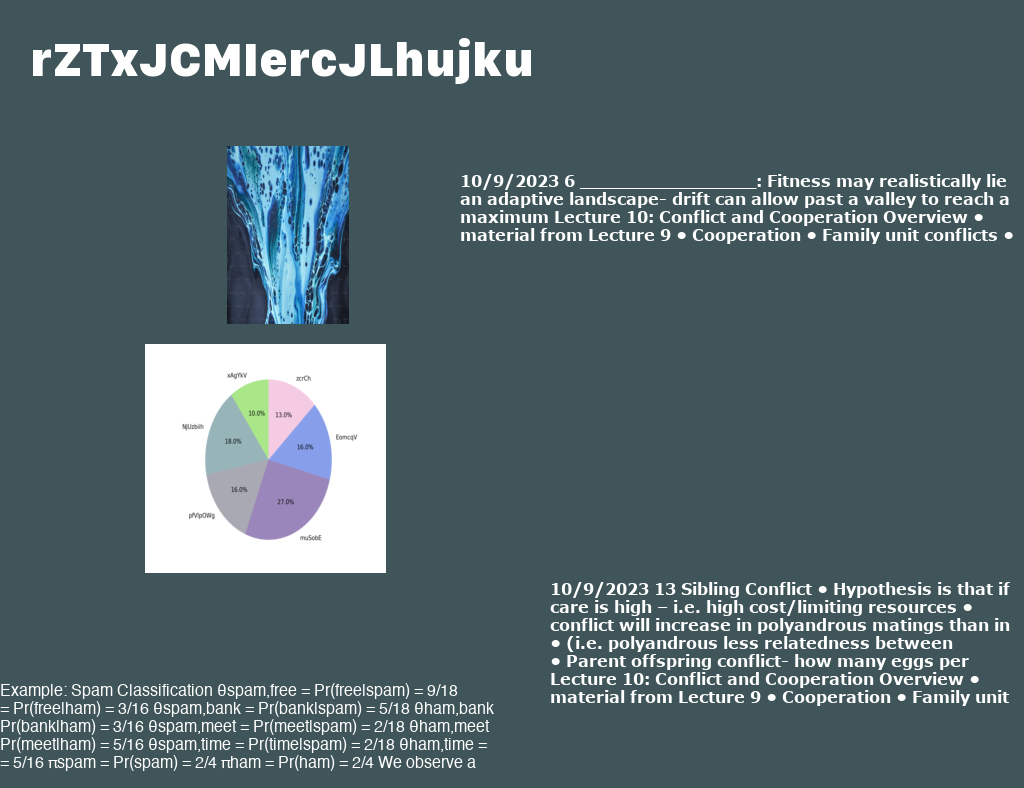 rZTxJCMIercJLhujku
10/9/2023 6 ____________________: Fitness may realistically lie
an adaptive landscape- drift can allow past a valley to reach a
maximum Lecture 10: Conflict and Cooperation Overview •
material from Lecture 9 • Cooperation • Family unit conflicts •
xAgYkV
zcrCh
10.0%
13.0%
NJUzbiih
EomcqV
18.0%
16.0%
16.0%
27.0%
pfVlpOWg
muSobE
10/9/2023 13 Sibling Conflict • Hypothesis is that if
care is high – i.e. high cost/limiting resources •
conflict will increase in polyandrous matings than in
• (i.e. polyandrous less relatedness between
• Parent offspring conflict- how many eggs per
Lecture 10: Conflict and Cooperation Overview •
material from Lecture 9 • Cooperation • Family unit
Example: Spam Classification θspam,free = Pr(free|spam) = 9/18
= Pr(free|ham) = 3/16 θspam,bank = Pr(bank|spam) = 5/18 θham,bank
Pr(bank|ham) = 3/16 θspam,meet = Pr(meet|spam) = 2/18 θham,meet
Pr(meet|ham) = 5/16 θspam,time = Pr(time|spam) = 2/18 θham,time =
= 5/16 πspam = Pr(spam) = 2/4 πham = Pr(ham) = 2/4 We observe a